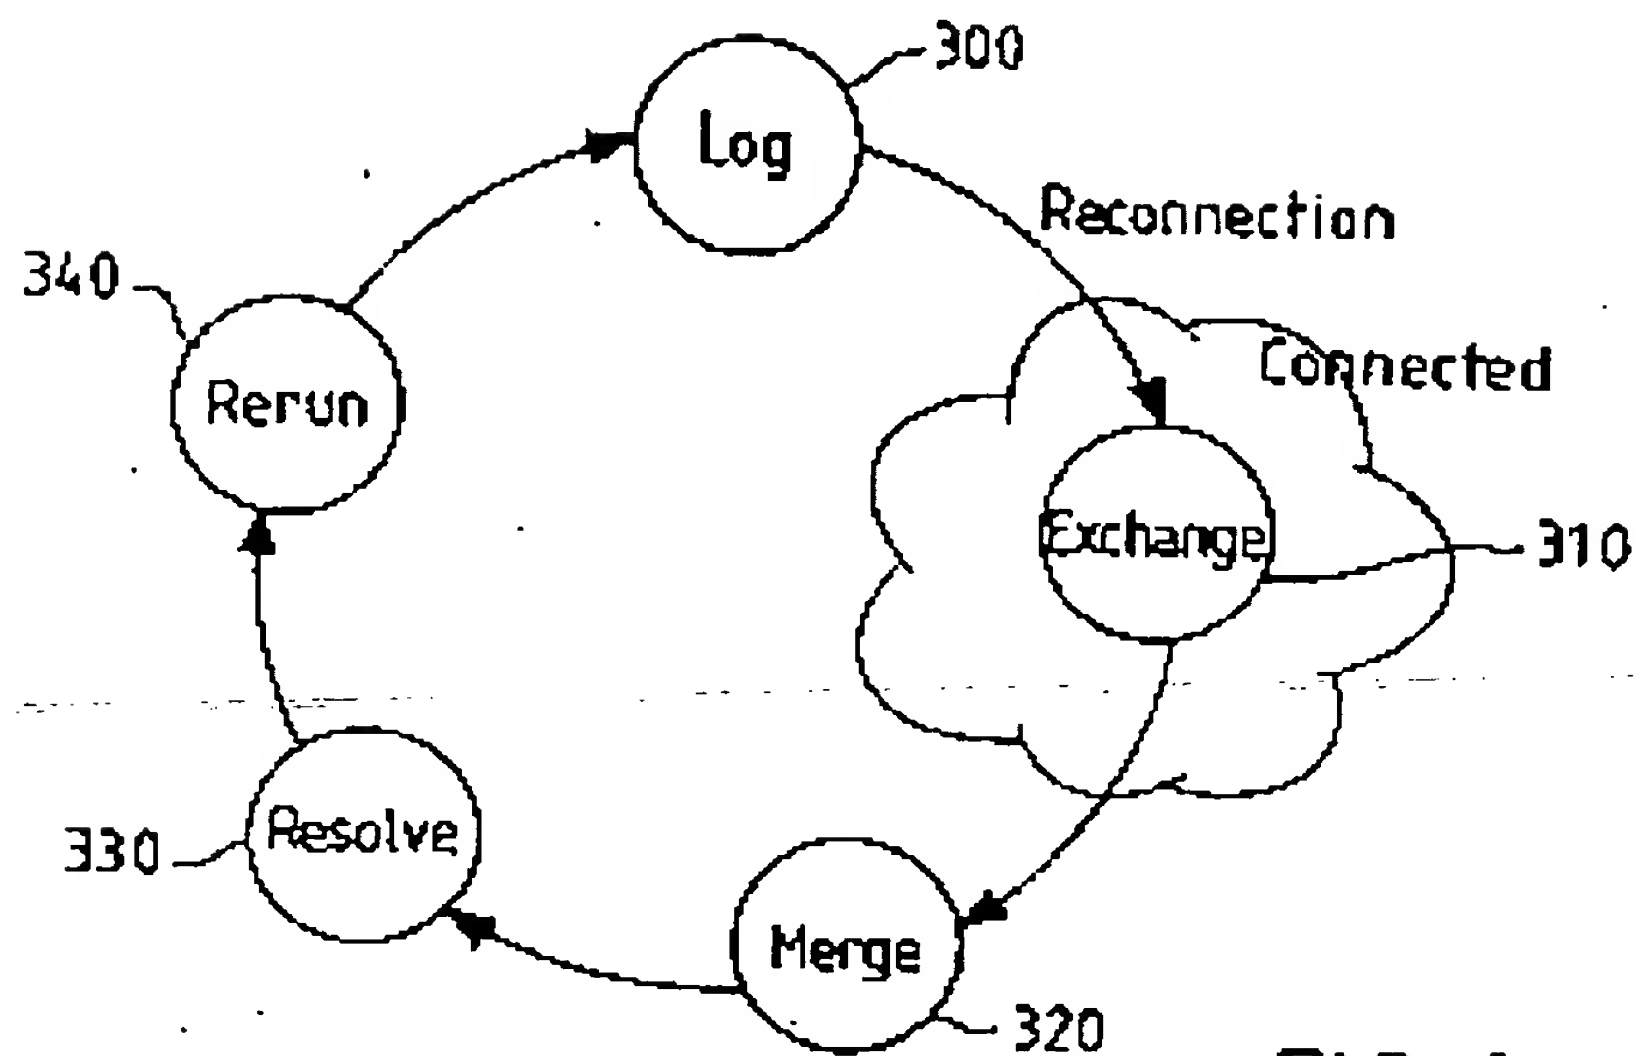 300
Log
Reconnection
340
Connected
Rerun
Exchange
310
Resolve
330
Merge
320